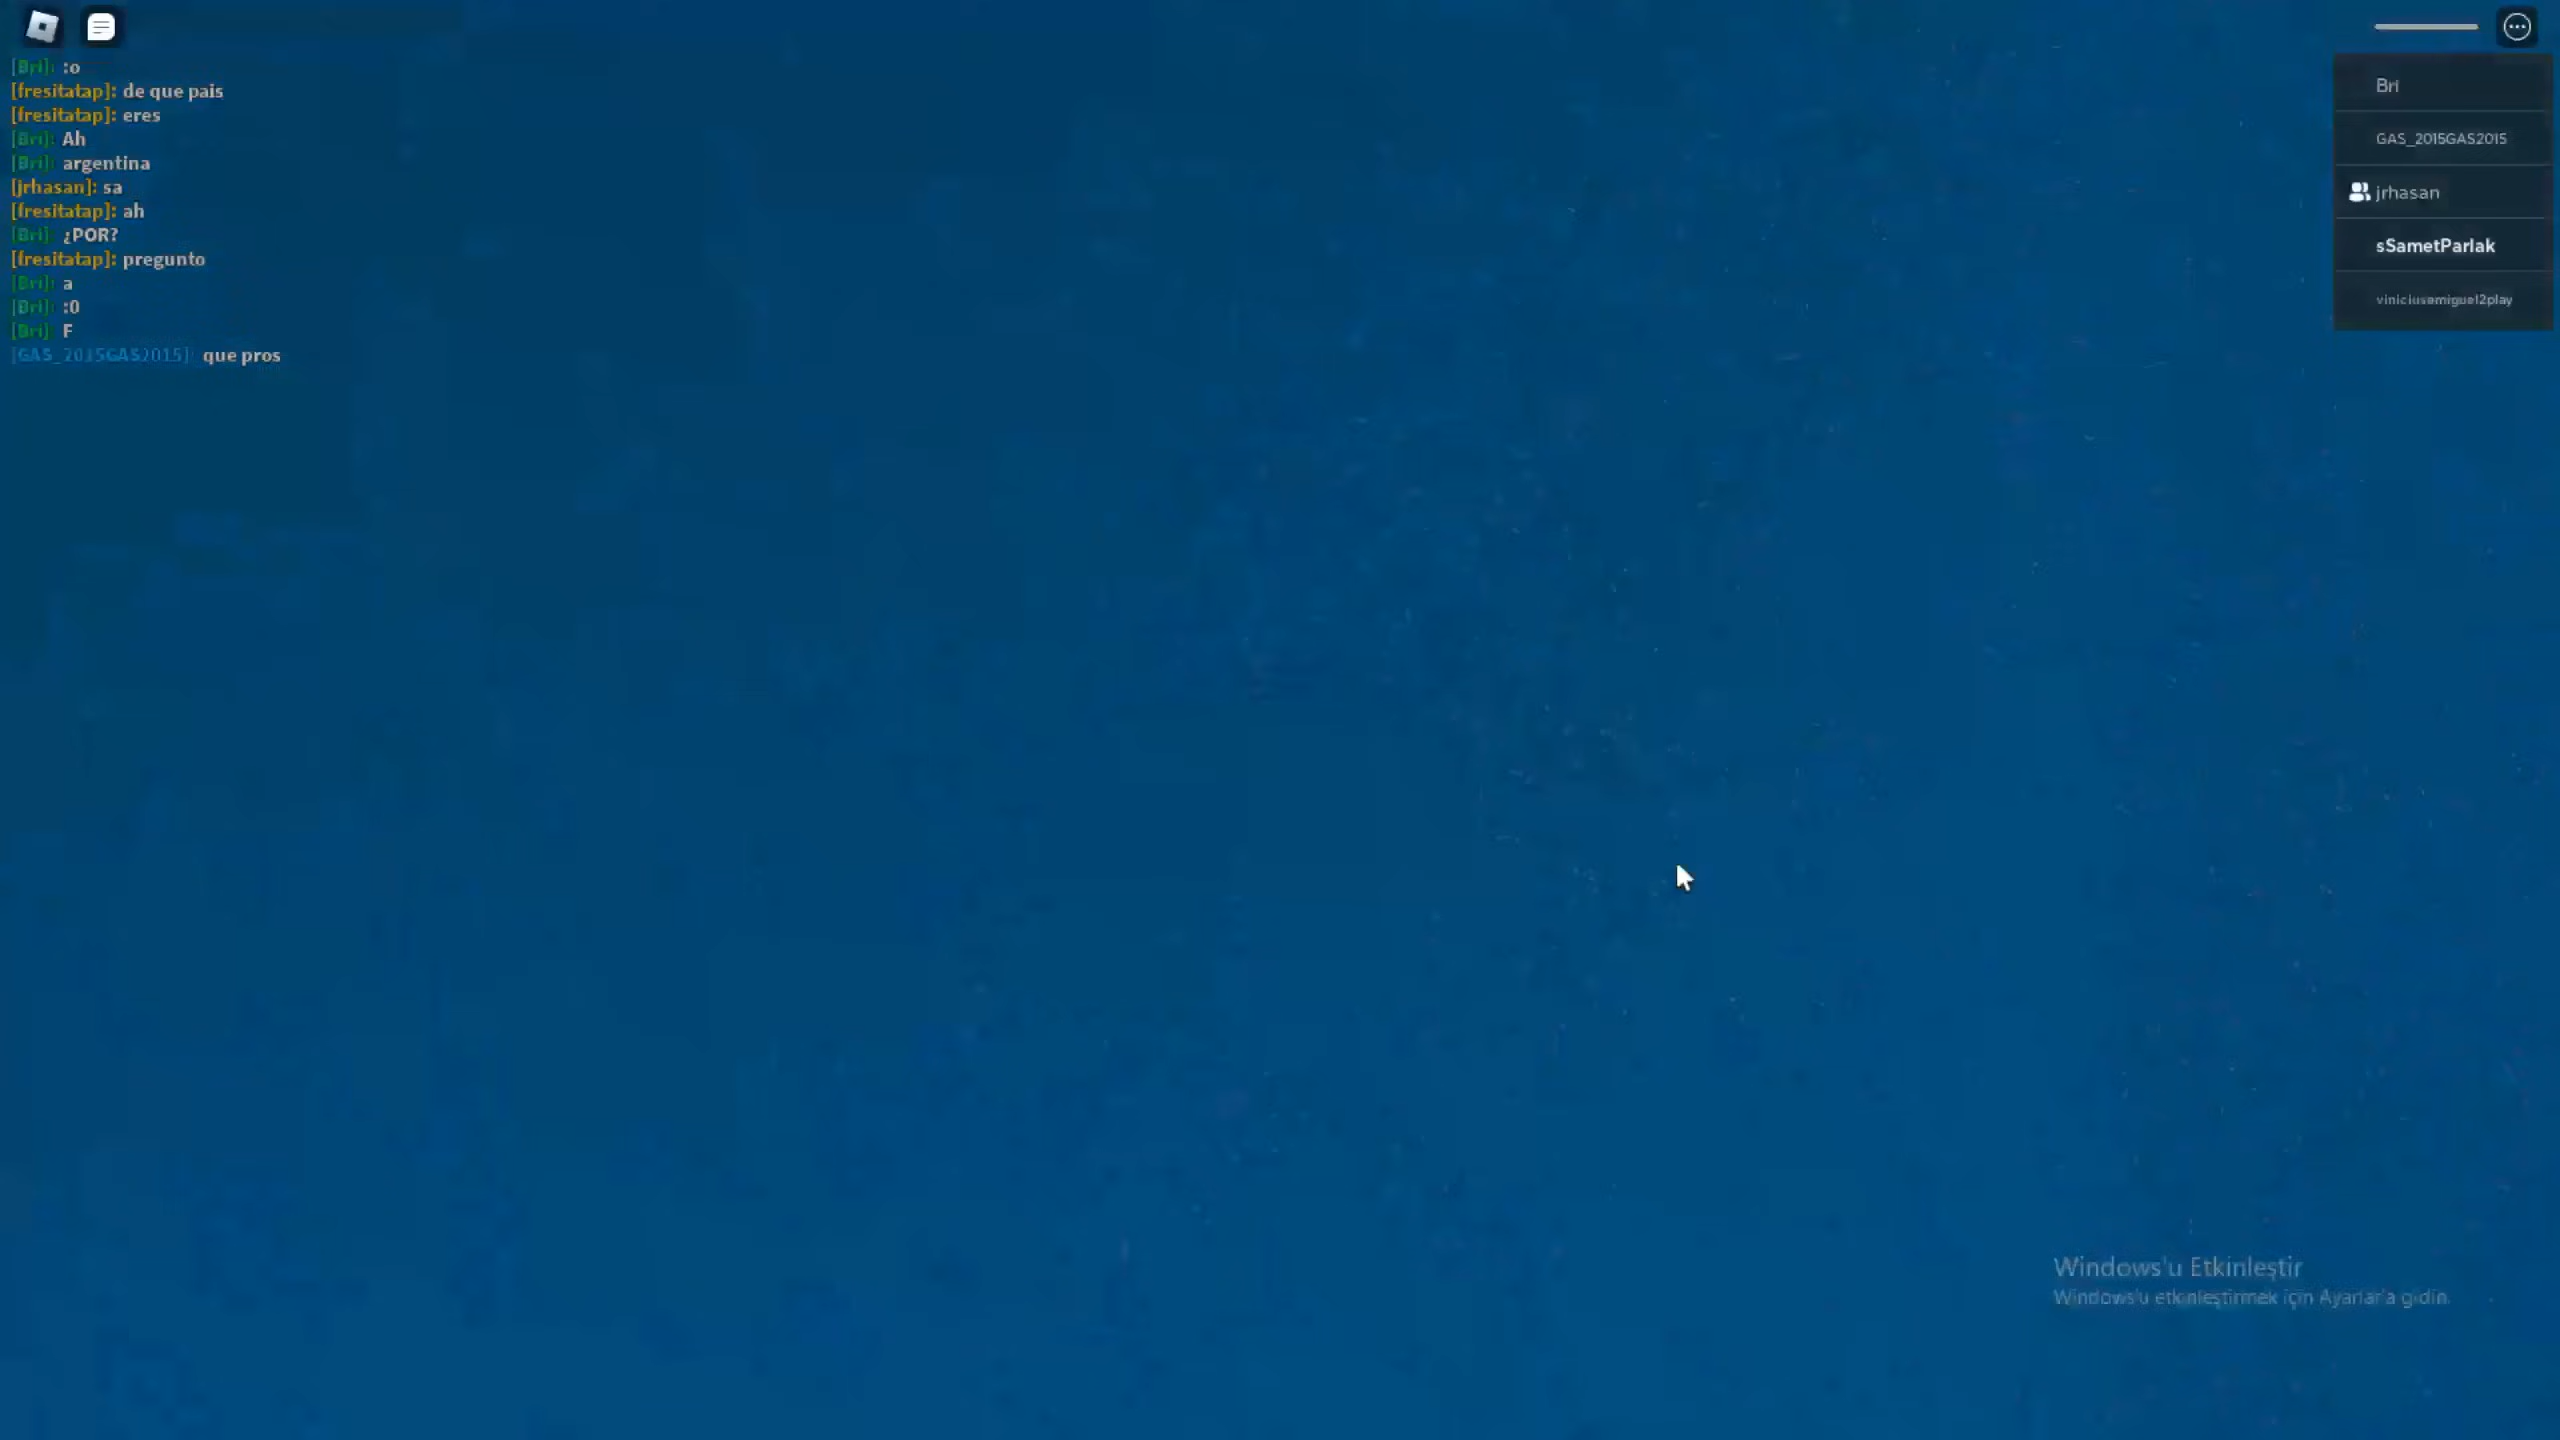 [Bri]: :o
[fresitatap]: de que pais
[fresitatap]: eres
[Bri]: Ah
[Bri]: argentina
[jrhasan]: sa
[fresitatap]: ah
[Bri]: ¿POR?
[fresitatap]: pregunto
[Bri]: a
[Bri]: :0
[Bri]: F
[GAS_2015GAS2015]: que pros
Bri
GAS_2015GAS2015
jrhasan
sSametParlak
viniciusemiguel2play
Windows'u Etkinleştir
Windows'u etkinleştirmek için Ayarlar'a gidin.